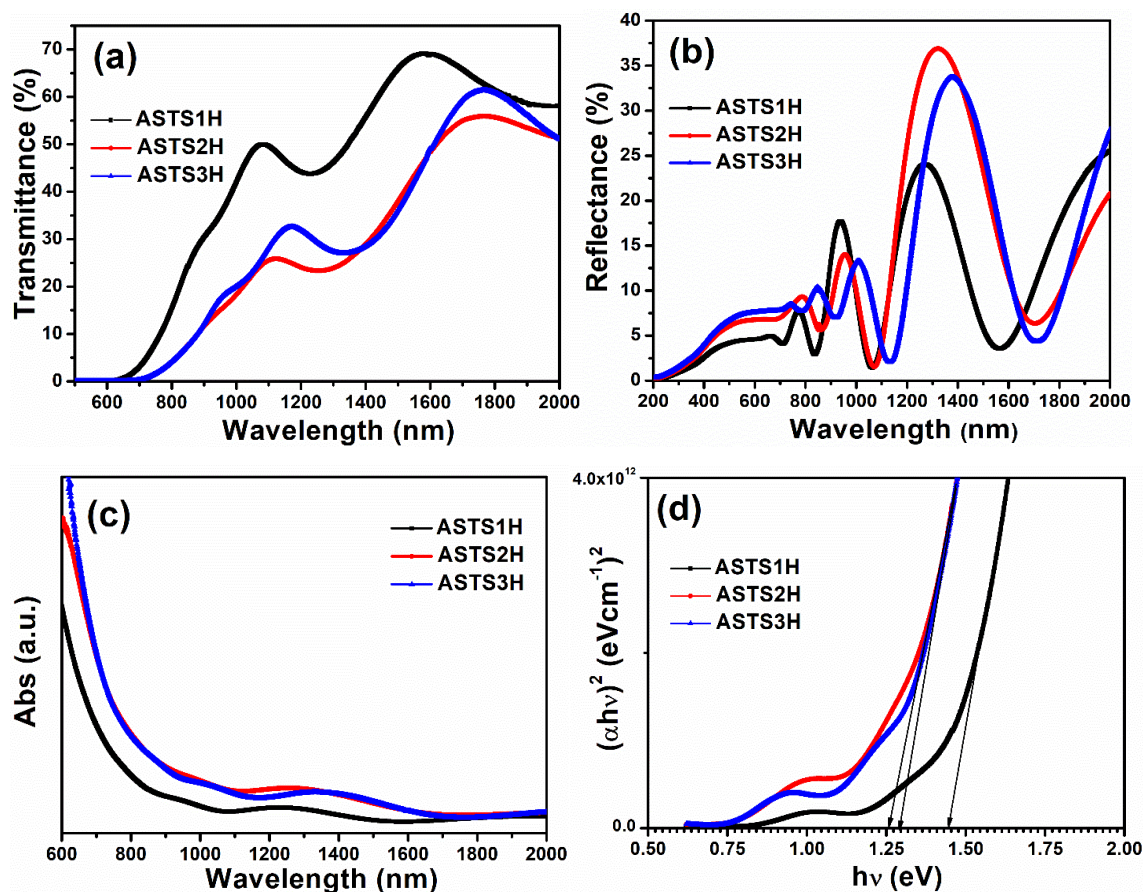 (a)
ASTS1H
ASTS2H
ASTS3H
Transmittance (%)
70
60
50
40
30
20
10
0
600 800 1000 1200 1400 1600 1800 2000
Wavelength (nm)
(b)
ASTS1H
ASTS2H
ASTS3H
Reflectance (%)
40
35
30
25
20
15
10
5
0
200 400 600 800 1000 1200 1400 1600 1800 2000
Wavelength (nm)
(c)
ASTS1H
ASTS2H
ASTS3H
Abs (a.u.)
600 800 1000 1200 1400 1600 1800 2000
Wavelength (nm)
(d)
ASTS1H
ASTS2H
ASTS3H
(αhν)² (eVcm⁻¹)²
4.0x10¹²
0.0
0.50 0.75 1.00 1.25 1.50 1.75 2.00
hν (eV)